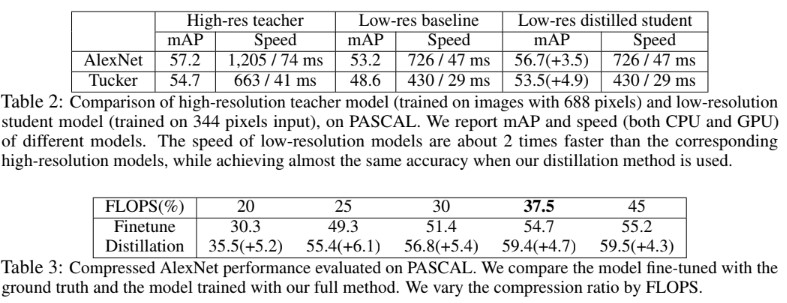 High-res teacher Low-res baseline Low-res distilled student
mAP Speed mAP Speed mAP Speed
AlexNet 57.2 1,205 / 74 ms 53.2 726 / 47 ms 56.7(+3.5) 726 / 47 ms
Tucker 54.7 663 / 41 ms 48.6 430 / 29 ms 53.5(+4.9) 430 / 29 ms
Table 2: Comparison of high-resolution teacher model (trained on images with 688 pixels) and low-resolution
student model (trained on 344 pixels input), on PASCAL. We report mAP and speed (both CPU and GPU)
of different models. The speed of low-resolution models are about 2 times faster than the corresponding
high-resolution models, while achieving almost the same accuracy when our distillation method is used.
FLOPS(%) 20 25 30 37.5 45
Finetune 30.3 49.3 51.4 54.7 55.2
Distillation 35.5(+5.2) 55.4(+6.1) 56.8(+5.4) 59.4(+4.7) 59.5(+4.3)
Table 3: Compressed AlexNet performance evaluated on PASCAL. We compare the model fine-tuned with the
ground truth and the model trained with our full method. We vary the compression ratio by FLOPS.